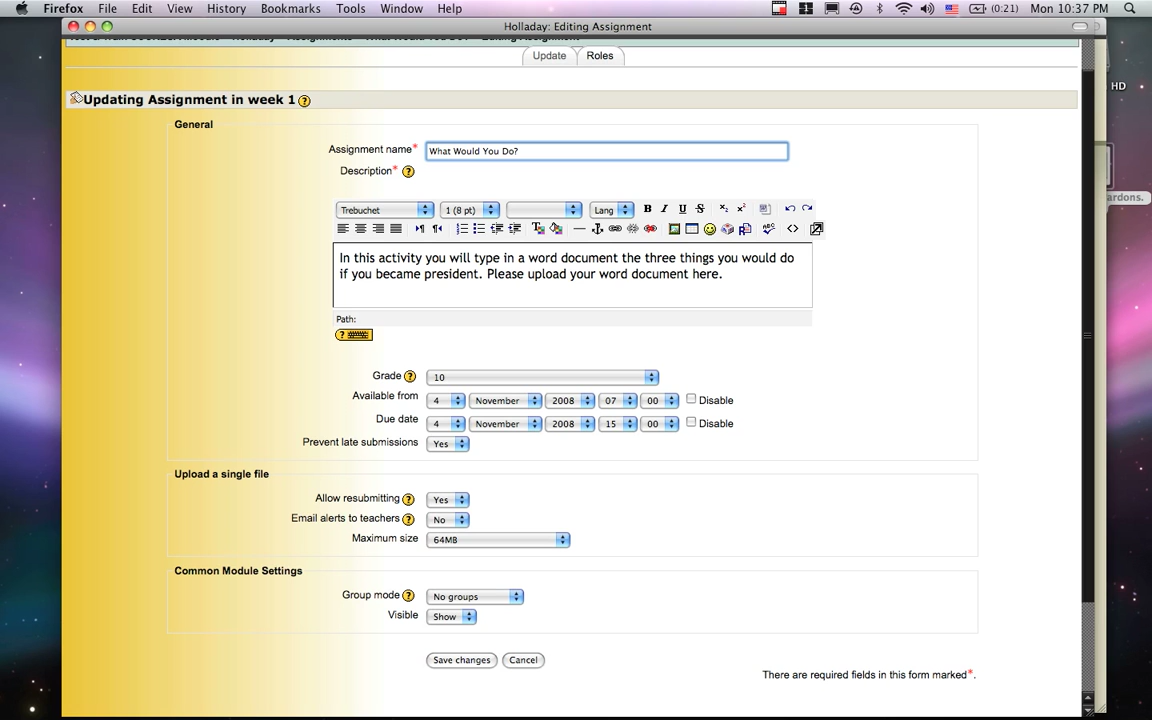 Firefox File Edit View History Bookmarks Tools Window Help (0:21) Mon 10:37 PM
Holladay: Editing Assignment
Update Roles
HD
Updating Assignment in week 1 ?
General
Assignment name* What Would You Do?
Description* ?
ardons.
Trebuchet 1 (8 pt) Lang B I U S
In this activity you will type in a word document the three things you would do
if you became president. Please upload your word document here.
Path:
?
Grade ? 10
Available from 4 November 2008 07 00 Disable
Due date 4 November 2008 15 00 Disable
Prevent late submissions Yes
Upload a single file
Allow resubmitting ? Yes
Email alerts to teachers ? No
Maximum size 64MB
Common Module Settings
Group mode ? No groups
Visible Show
Save changes Cancel
There are required fields in this form marked*.